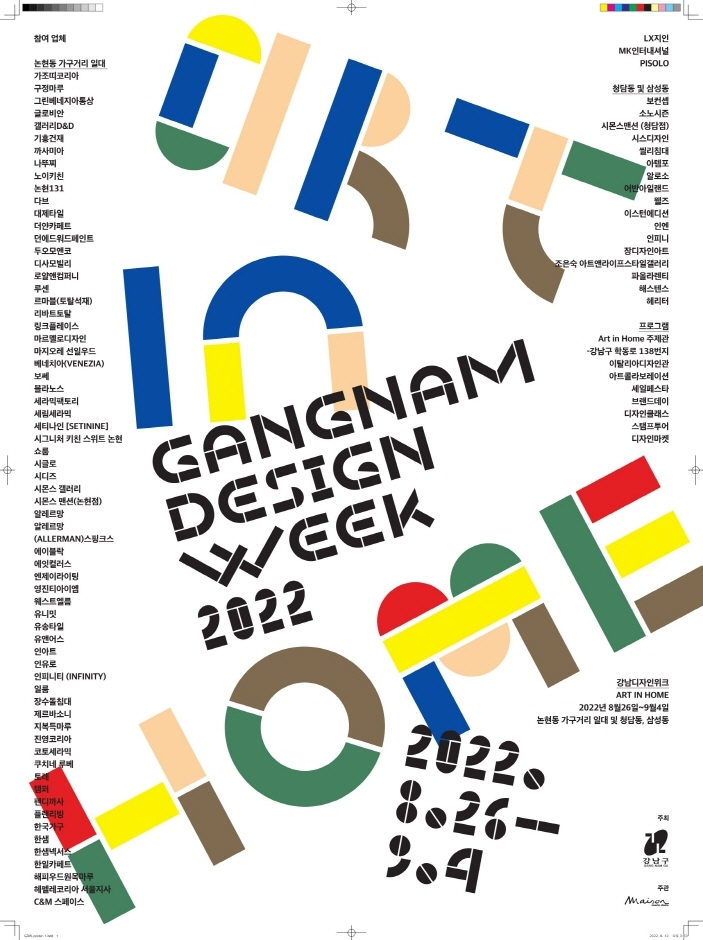 참여 업체
논현동 가구거리 일대
가조띠코리아
구정마루
그린베네지아통상
글로비안
갤러리D&D
기흥건재
까사미아
나뚜찌
노이키친
논현131
다브
대제타일
더얀카페트
던에드워드페인트
두오모앤코
디사모빌리
로얄앤컴퍼니
루센
르마블(토탈석재)
리바트토탈
링크플레이스
마르멜로디자인
마지오레 선일우드
베네치아(VENEZIA)
보쎄
블라노스
세라믹팩토리
세림세라믹
세티나인 [SETININE]
시그니처 키친 스위트 논현
쇼룸
시글로
시디즈
시몬스 갤러리
시몬스 맨션(논현점)
알레르망
알레르망
(ALLERMAN)스핑크스
에이블락
에잇컬러스
엔제이라이팅
영진티아이엠
웨스트엘름
유니밋
유송타일
유앤어스
인아트
인유로
인피니티 (INFINITY)
일룸
장수돌침대
제르바소니
지복득마루
진영코리아
코토세라믹
쿠치네 루베
토레
템퍼
펜디까사
플랜리빙
한국가구
한샘
한샘넥서스
한일카페트
해피우드원목마루
헤펠레코리아 서울지사
C&M 스페이스
LX지인
MK인터내셔널
PISOLO
청담동 및 삼성동
보컨셉
소노시즌
시몬스맨션 (청담점)
시스디자인
씰리침대
아템포
알로소
어반아일랜드
웰즈
이스턴에디션
인엔
인피니
장디자인아트
조은숙 아트앤라이프스타일갤러리
파올라렌티
해스텐스
헤리터
프로그램
Art in Home 주제관
-강남구 학동로 138번지
이탈리아디자인관
아트콜라보레이션
세일페스타
브랜드데이
디자인클래스
스탬프투어
디자인마켓
ART
In
GANGNAM
DESIGN
WEEK
2022
HOME
강남디자인위크
ART IN HOME
2022년 8월26일~9월4일
논현동 가구거리 일대 및 청담동, 삼성동
2022.
8.26-
9.4
주최
강남구
주관
Maison